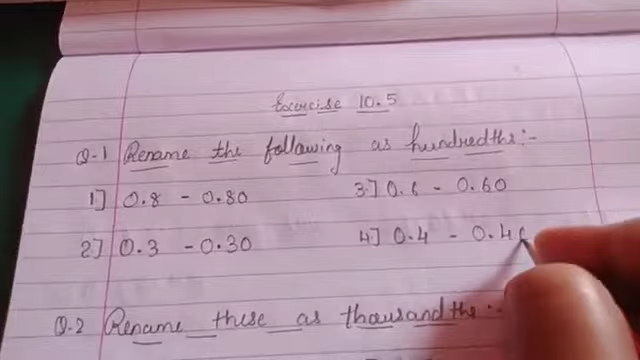 Exercise 10.5
Q.1 Rename the following as hundredths:-
1] 0.8 - 0.80 3] 0.6 - 0.60
2] 0.3 - 0.30 4] 0.4 - 0.4
Q.2 Rename these as thousandths:-